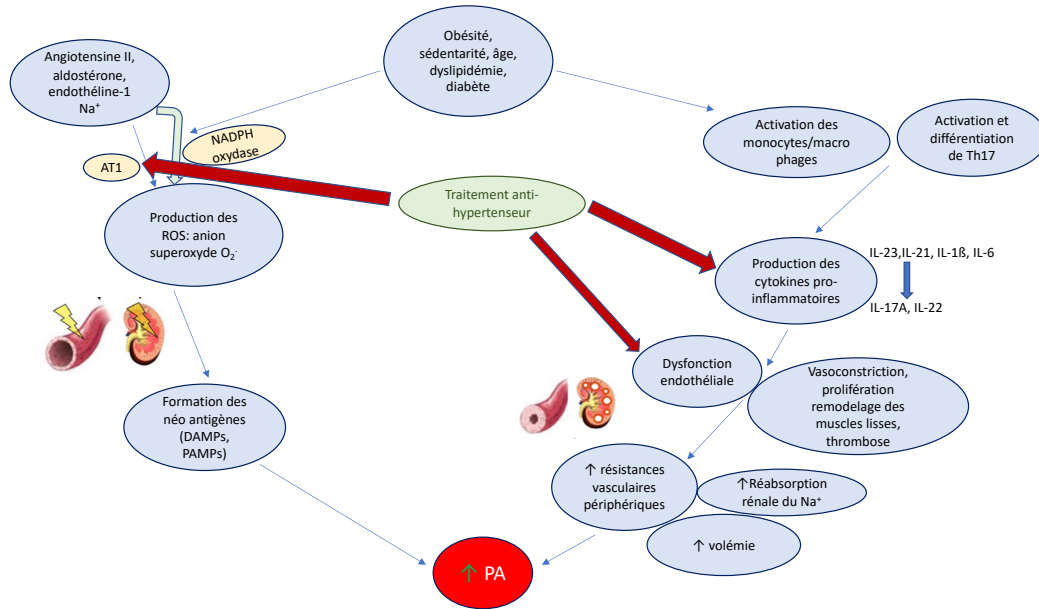 Angiotensine II,
aldostérone,
endothéline-1
Na⁺
Obésité,
sédentarité, âge,
dyslipidémie,
diabète
NADPH
oxydase
AT1
Activation des
monocytes/macro
phages
Activation et
différentiation
de Th17
Traitement anti-
hypertenseur
Production des
ROS: anion
superoxyde O₂⁻
Production des
cytokines pro-
inflammatoires
IL-23,IL-21, IL-1ß, IL-6
IL-17A, IL-22
Dysfonction
endothéliale
Vasoconstriction,
prolifération
remodelage des
muscles lisses,
thrombose
Formation des
néo antigènes
(DAMPs,
PAMPs)
↑ résistances
vasculaires
périphériques
↑Réabsorption
rénale du Na⁺
↑ volémie
↑ PA